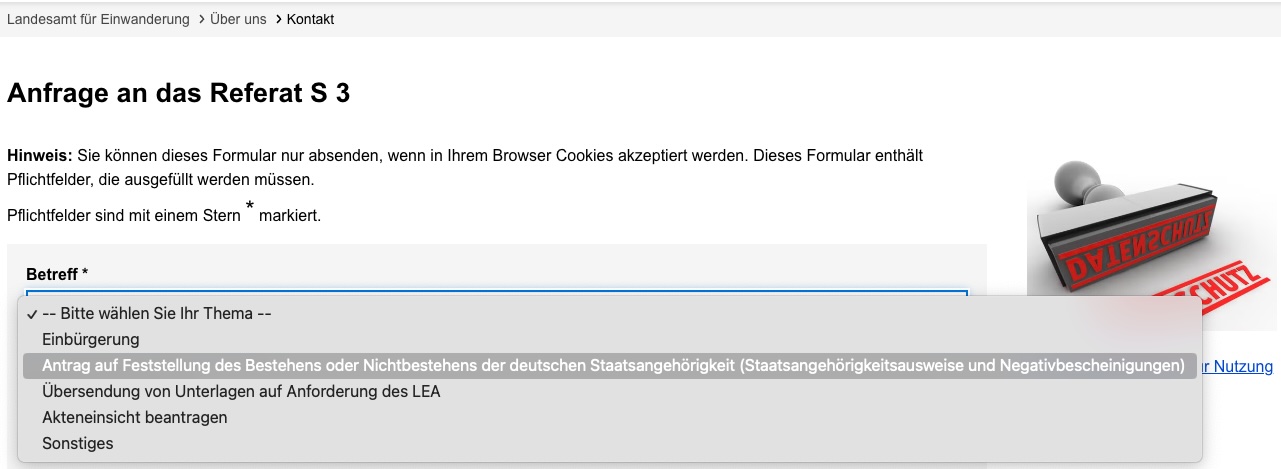 Landesamt für Einwanderung > Über uns > Kontakt
Anfrage an das Referat S 3
Hinweis: Sie können dieses Formular nur absenden, wenn in Ihrem Browser Cookies akzeptiert werden. Dieses Formular enthält
Pflichtfelder, die ausgefüllt werden müssen.
Pflichtfelder sind mit einem Stern * markiert.
DATENSCHUTZ
SCHUTZ
Betreff *
✓ -- Bitte wählen Sie Ihr Thema --
Einbürgerung
Antrag auf Feststellung des Bestehens oder Nichtbestehens der deutschen Staatsangehörigkeit (Staatsangehörigkeitsausweise und Negativbescheinigungen)
r Nutzung
Übersendung von Unterlagen auf Anforderung des LEA
Akteneinsicht beantragen
Sonstiges